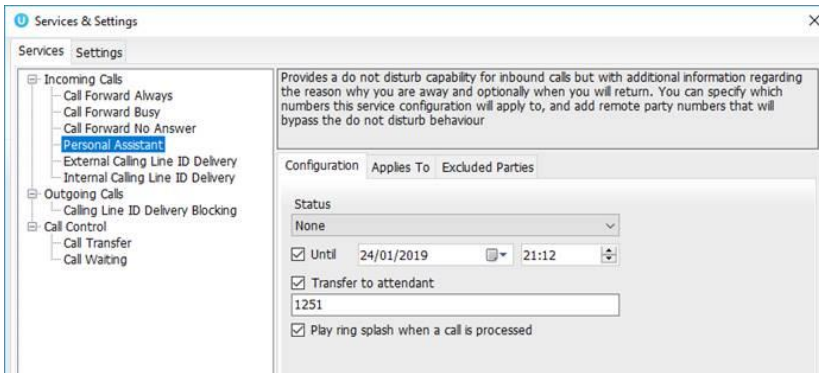 Services & Settings
Services Settings
Incoming Calls
Call Forward Always
Call Forward Busy
Call Forward No Answer
Personal Assistant
External Calling Line ID Delivery
Internal Calling Line ID Delivery
Outgoing Calls
Calling Line ID Delivery Blocking
Call Control
Call Transfer
Call Waiting
Provides a do not disturb capability for inbound calls but with additional information regarding
the reason why you are away and optionally when you will return. You can specify which
numbers this service configuration will apply to, and add remote party numbers that will
bypass the do not disturb behaviour
Configuration Applies To Excluded Parties
Status
None
Until 24/01/2019 21:12
Transfer to attendant
1251
Play ring splash when a call is processed